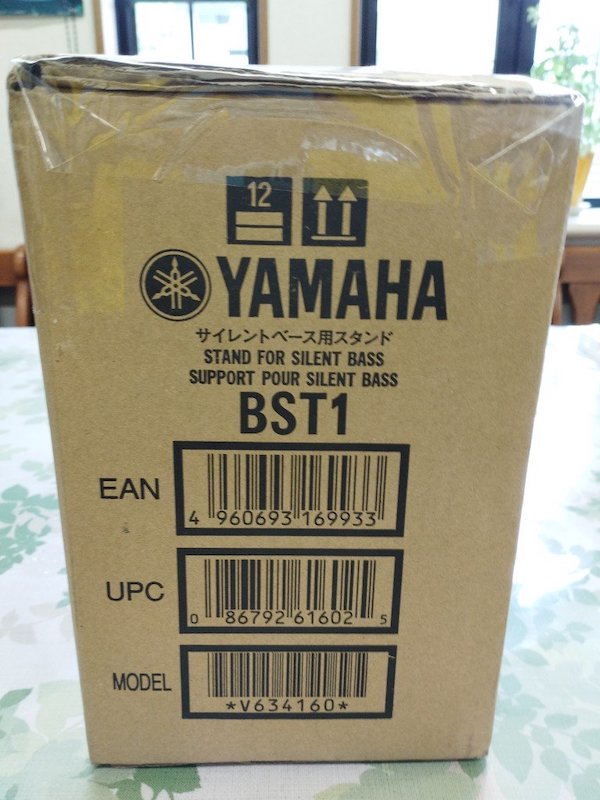 12
YAMAHA
サイレントベース用スタンド
STAND FOR SILENT BASS
SUPPORT POUR SILENT BASS
BST1
EAN
4 960693 169933
UPC
0 86792 61602 5
MODEL
*V634160*